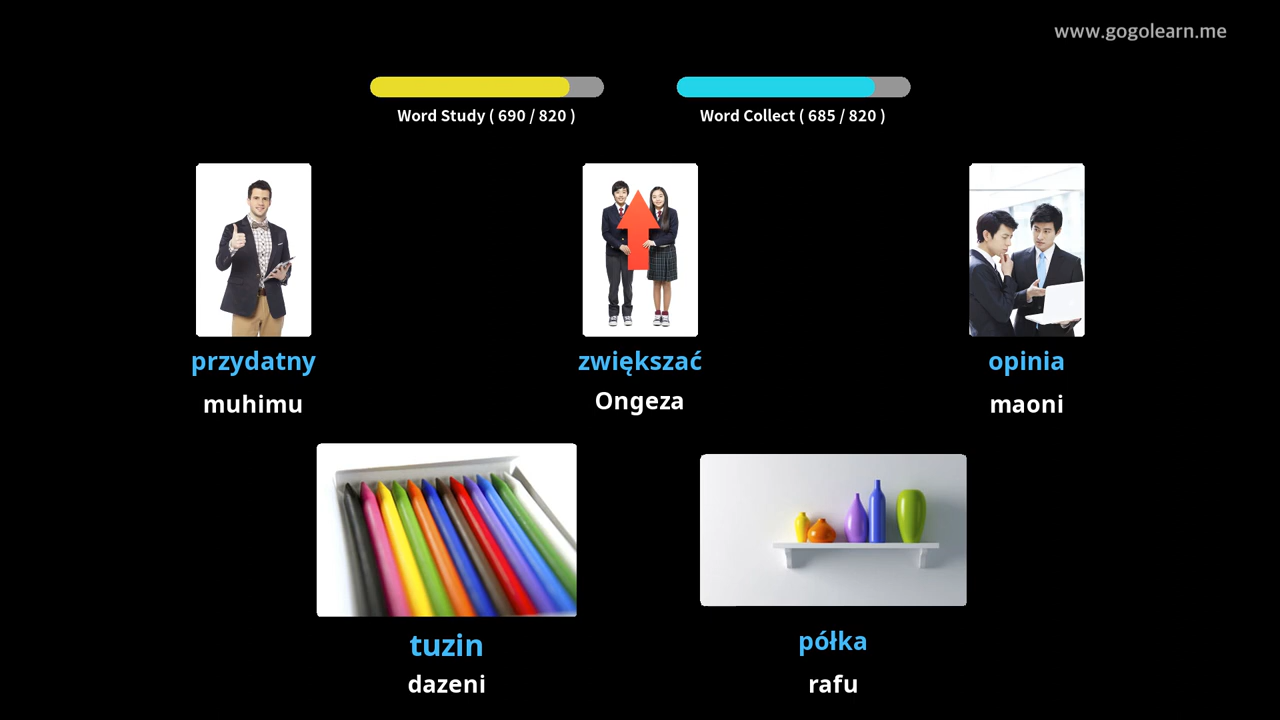 www.gogolearn.me
Word Study ( 690 / 820 )
Word Collect ( 685 / 820 )
przydatny
zwiększać
opinia
muhimu
Ongeza
maoni
tuzin
półka
dazeni
rafu